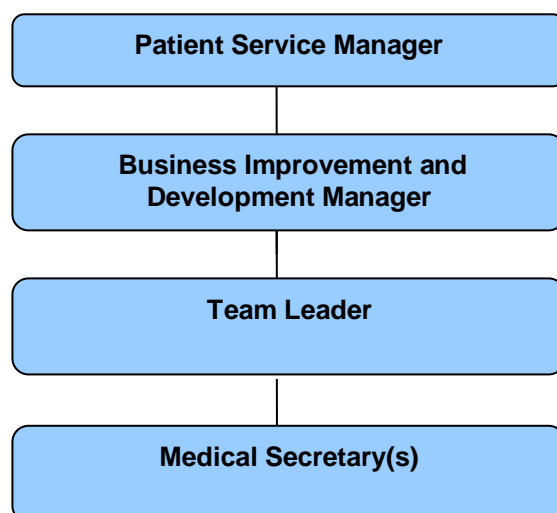 Patient Service Manager
Business Improvement and
Development Manager
Team Leader
Medical Secretary(s)